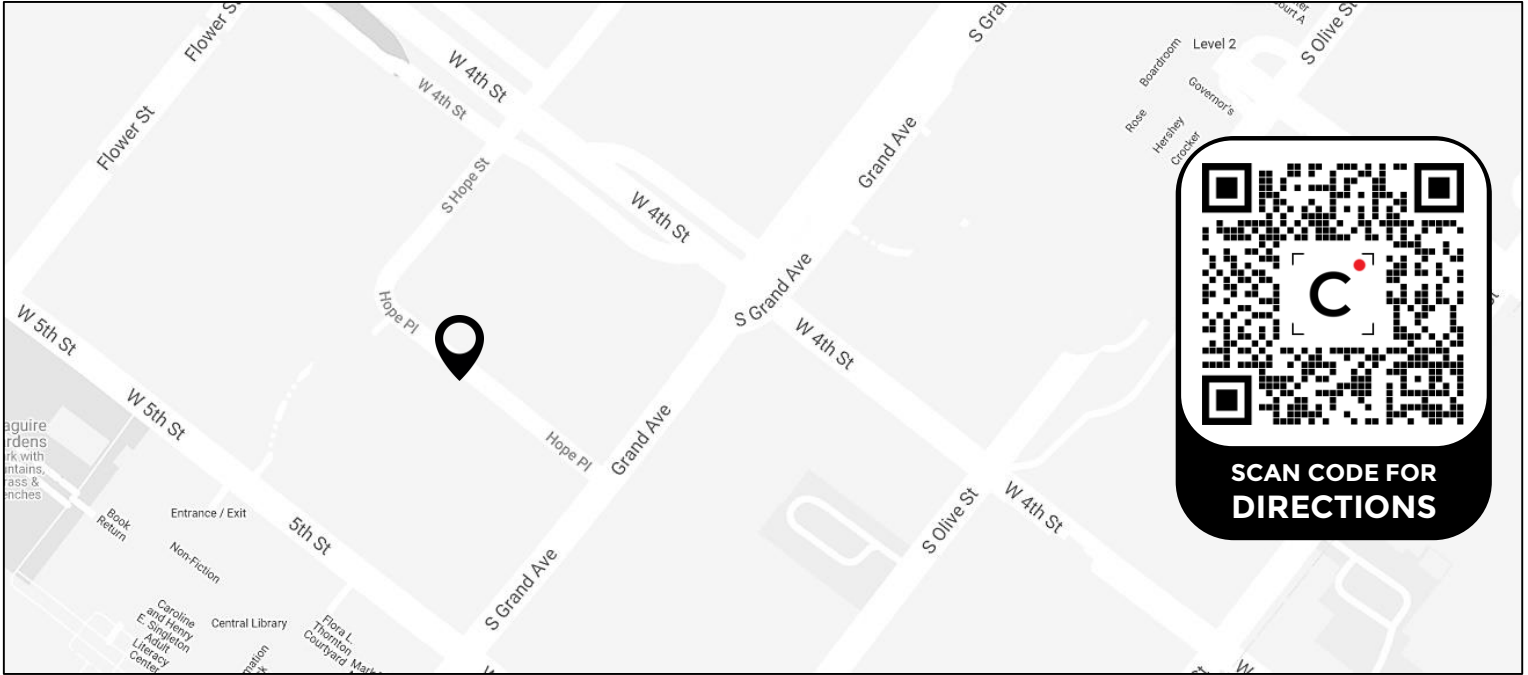 Flower St
W 4th St
W 4th St
Flower St
S Hope St
W 4th St
Grand Ave
S Grand Ave
Level 2
Boardroom
Governor's
Rose
Hershey
Crocker
S Olive St
Hope Pl
W 5th St
W 5th St
W 4th St
Grand Ave
Hope Pl
S Olive St
W 4th St
S Grand Ave
5th St
Entrance / Exit
Book
Return
Non-Fiction
Central Library
Caroline
and Henry
E. Singleton
Adult
Literacy
Center
Flora L.
Thornton
Courtyard
C
SCAN CODE FOR
DIRECTIONS